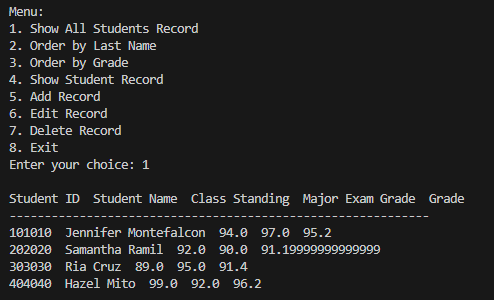 Menu:
1. Show All Students Record
2. Order by Last Name
3. Order by Grade
4. Show Student Record
5. Add Record
6. Edit Record
7. Delete Record
8. Exit
Enter your choice: 1
Student ID  Student Name  Class Standing  Major Exam Grade  Grade
------------------------------------------------------------
101010  Jennifer Montefalcon  94.0  97.0  95.2
202020  Samantha Ramil  92.0  90.0  91.19999999999999
303030  Ria Cruz  89.0  95.0  91.4
404040  Hazel Mito  99.0  92.0  96.2